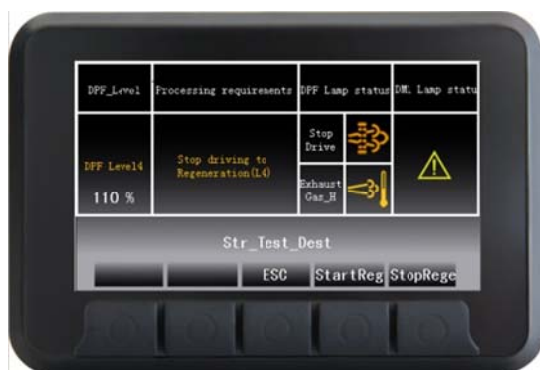 DPF_Level Processing requirements DPF Lamp status DM1 Lamp statu
Stop
Drive
DPF Level4
Stop driving to
Regeneration(L4)
110 %
Exhaust
Gas_H
Str_Test_Dest
ESC StartReg StopRege